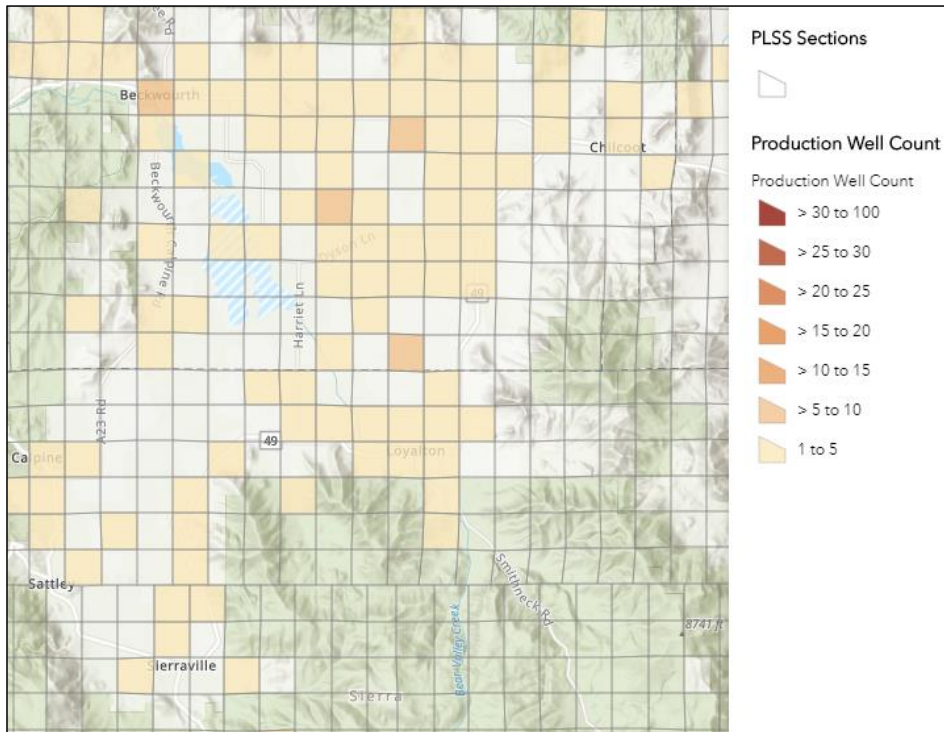 Beckwourth
Chilcoot
Beckwourth Calpine Rd
Dyson Ln
49
Harriet Ln
A23 Rd
49
Calpine
Loyalton
Sattley
Smithneck Rd
Bear Valley Creek
8741 ft
Sierraville
Sierra
PLSS Sections
Production Well Count
Production Well Count
> 30 to 100
> 25 to 30
> 20 to 25
> 15 to 20
> 10 to 15
> 5 to 10
1 to 5